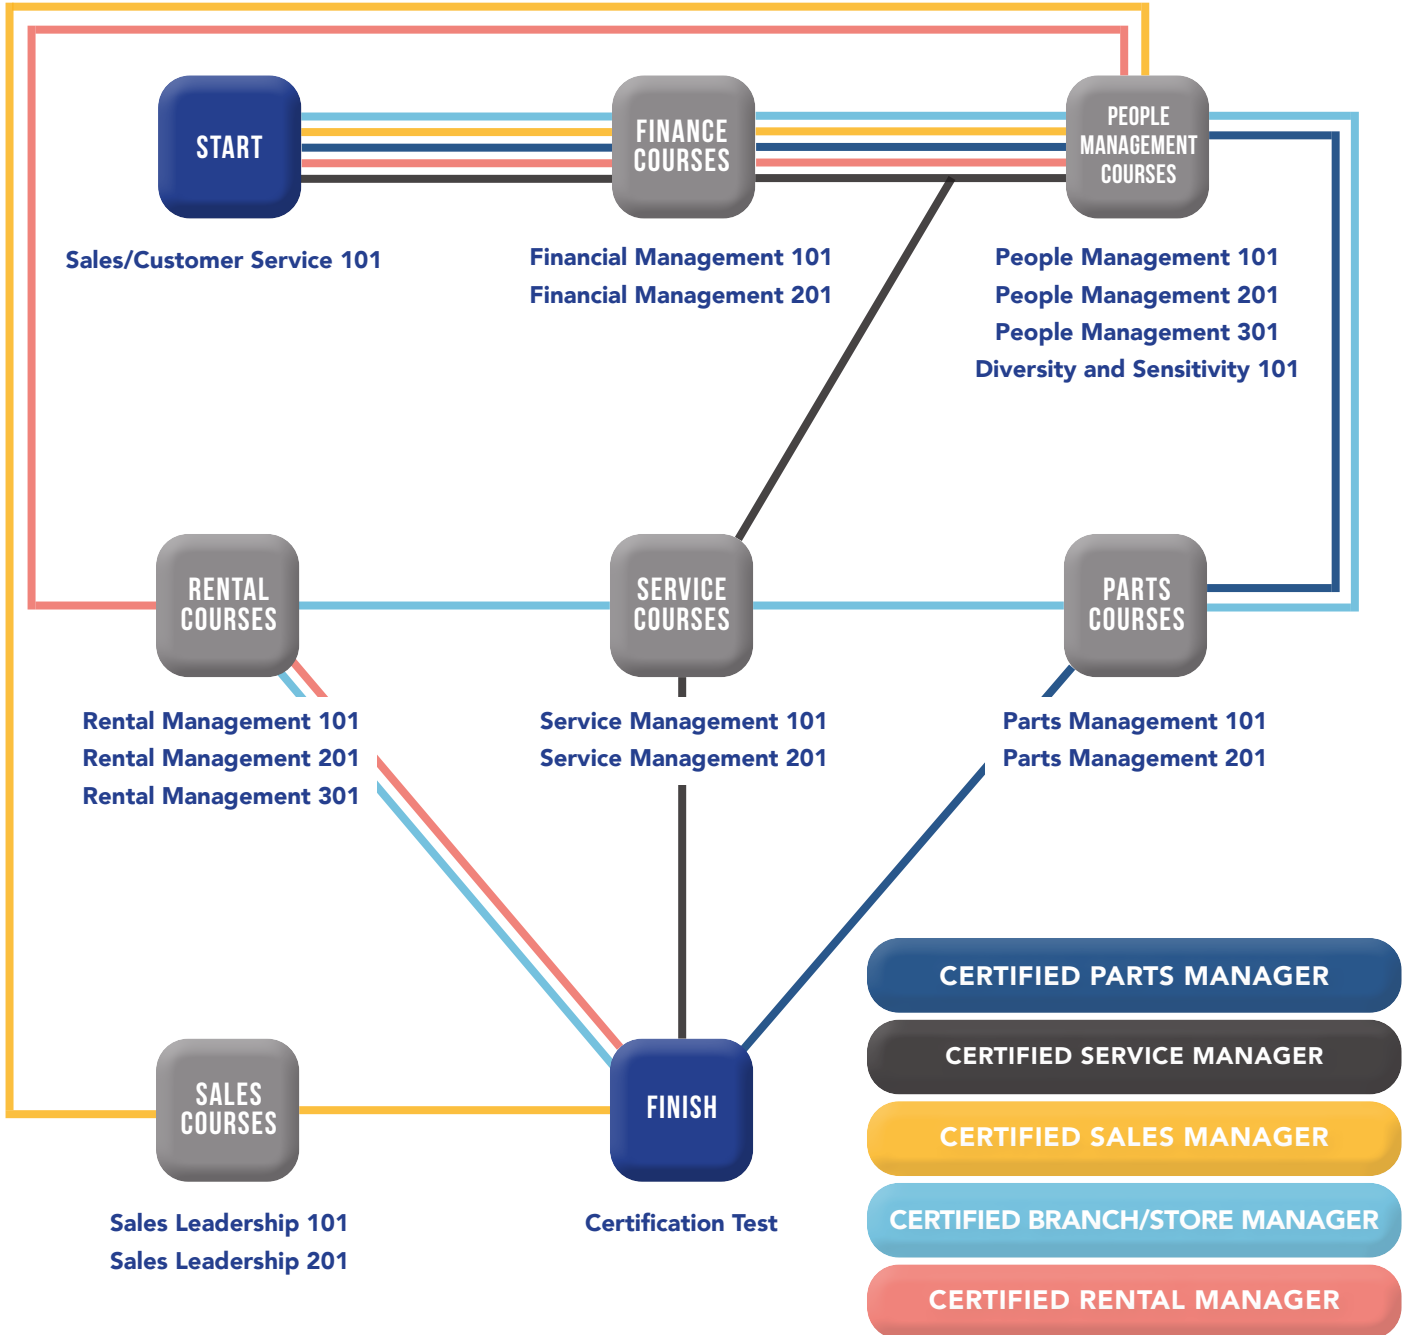 START
FINANCE
COURSES
PEOPLE
MANAGEMENT
COURSES
Sales/Customer Service 101
Financial Management 101
Financial Management 201
People Management 101
People Management 201
People Management 301
Diversity and Sensitivity 101
RENTAL
COURSES
SERVICE
COURSES
PARTS
COURSES
Rental Management 101
Rental Management 201
Rental Management 301
Service Management 101
Service Management 201
Parts Management 101
Parts Management 201
SALES
COURSES
FINISH
Sales Leadership 101
Sales Leadership 201
Certification Test
CERTIFIED PARTS MANAGER
CERTIFIED SERVICE MANAGER
CERTIFIED SALES MANAGER
CERTIFIED BRANCH/STORE MANAGER
CERTIFIED RENTAL MANAGER